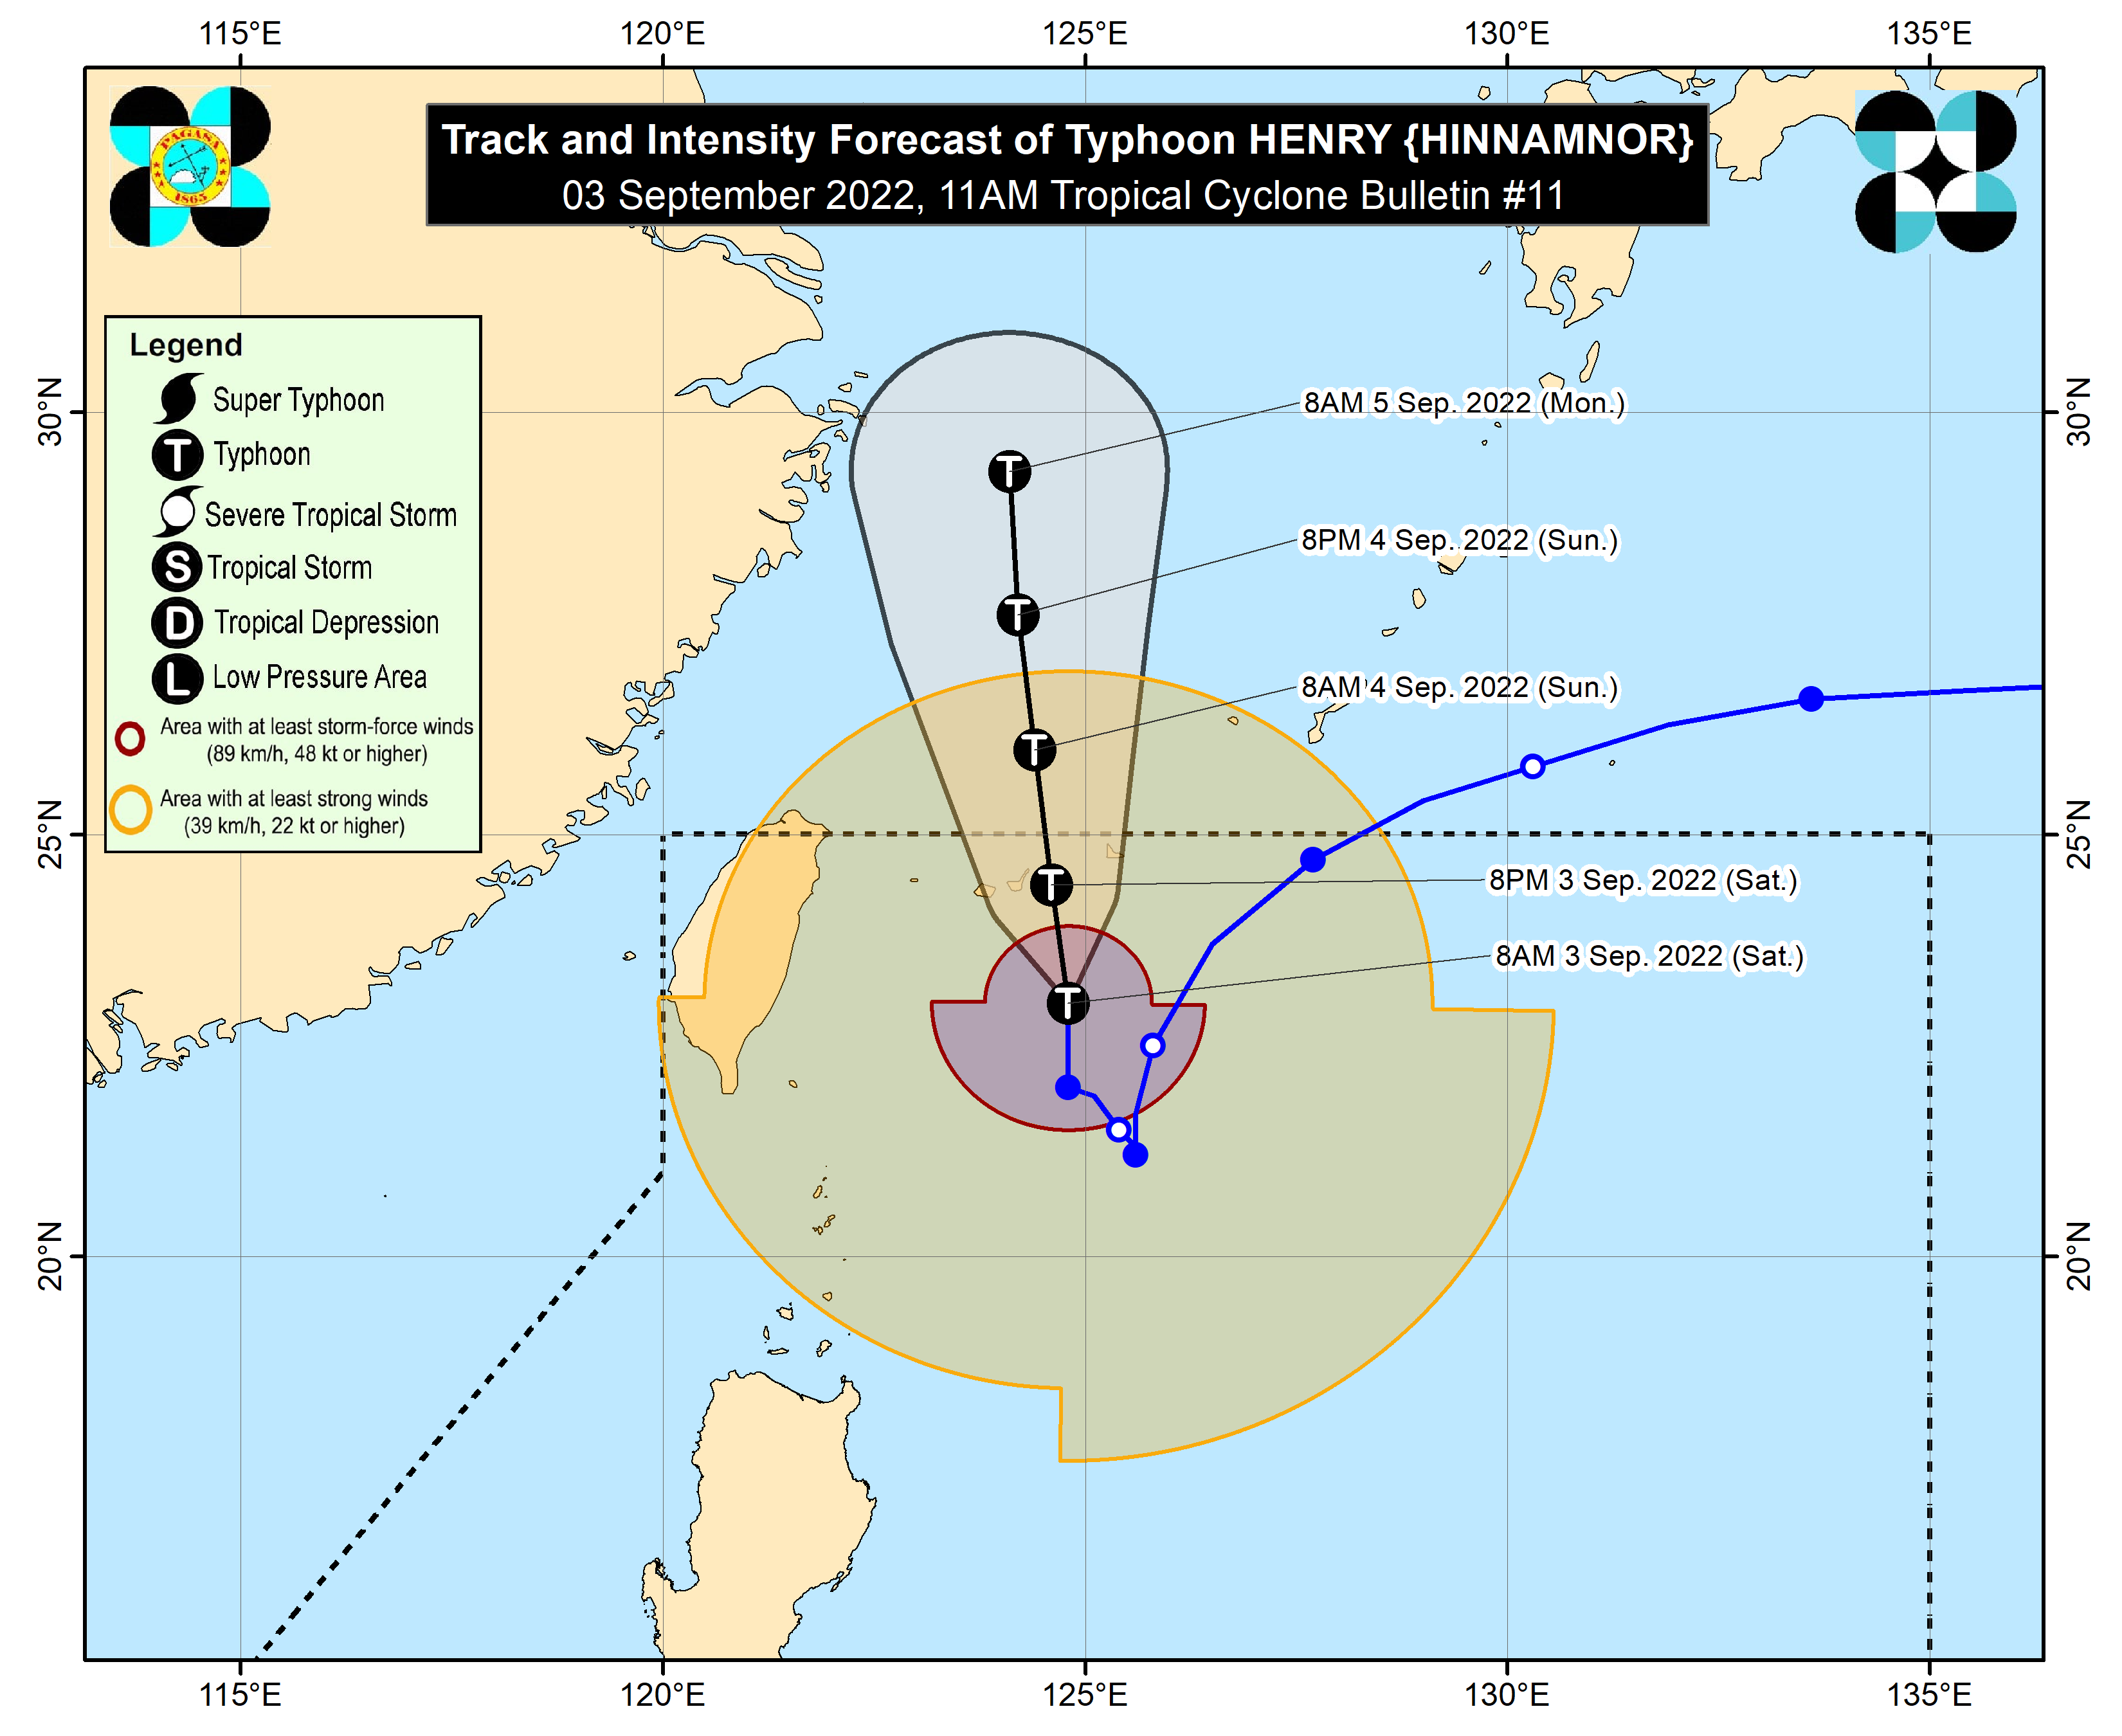 115°E 120°E 125°E 130°E 135°E
Track and Intensity Forecast of Typhoon HENRY {HINNAMNOR}
03 September 2022, 11AM Tropical Cyclone Bulletin #11
PAGASA
1865
Legend
Super Typhoon
T Typhoon
Severe Tropical Storm
S Tropical Storm
D Tropical Depression
L Low Pressure Area
Area with at least storm-force winds
(89 km/h, 48 kt or higher)
Area with at least strong winds
(39 km/h, 22 kt or higher)
30°N
30°N
25°N
25°N
20°N
20°N
T 8AM 5 Sep. 2022 (Mon.)
T 8PM 4 Sep. 2022 (Sun.)
T 8AM 4 Sep. 2022 (Sun.)
T 8PM 3 Sep. 2022 (Sat.)
T 8AM 3 Sep. 2022 (Sat.)
115°E 120°E 125°E 130°E 135°E